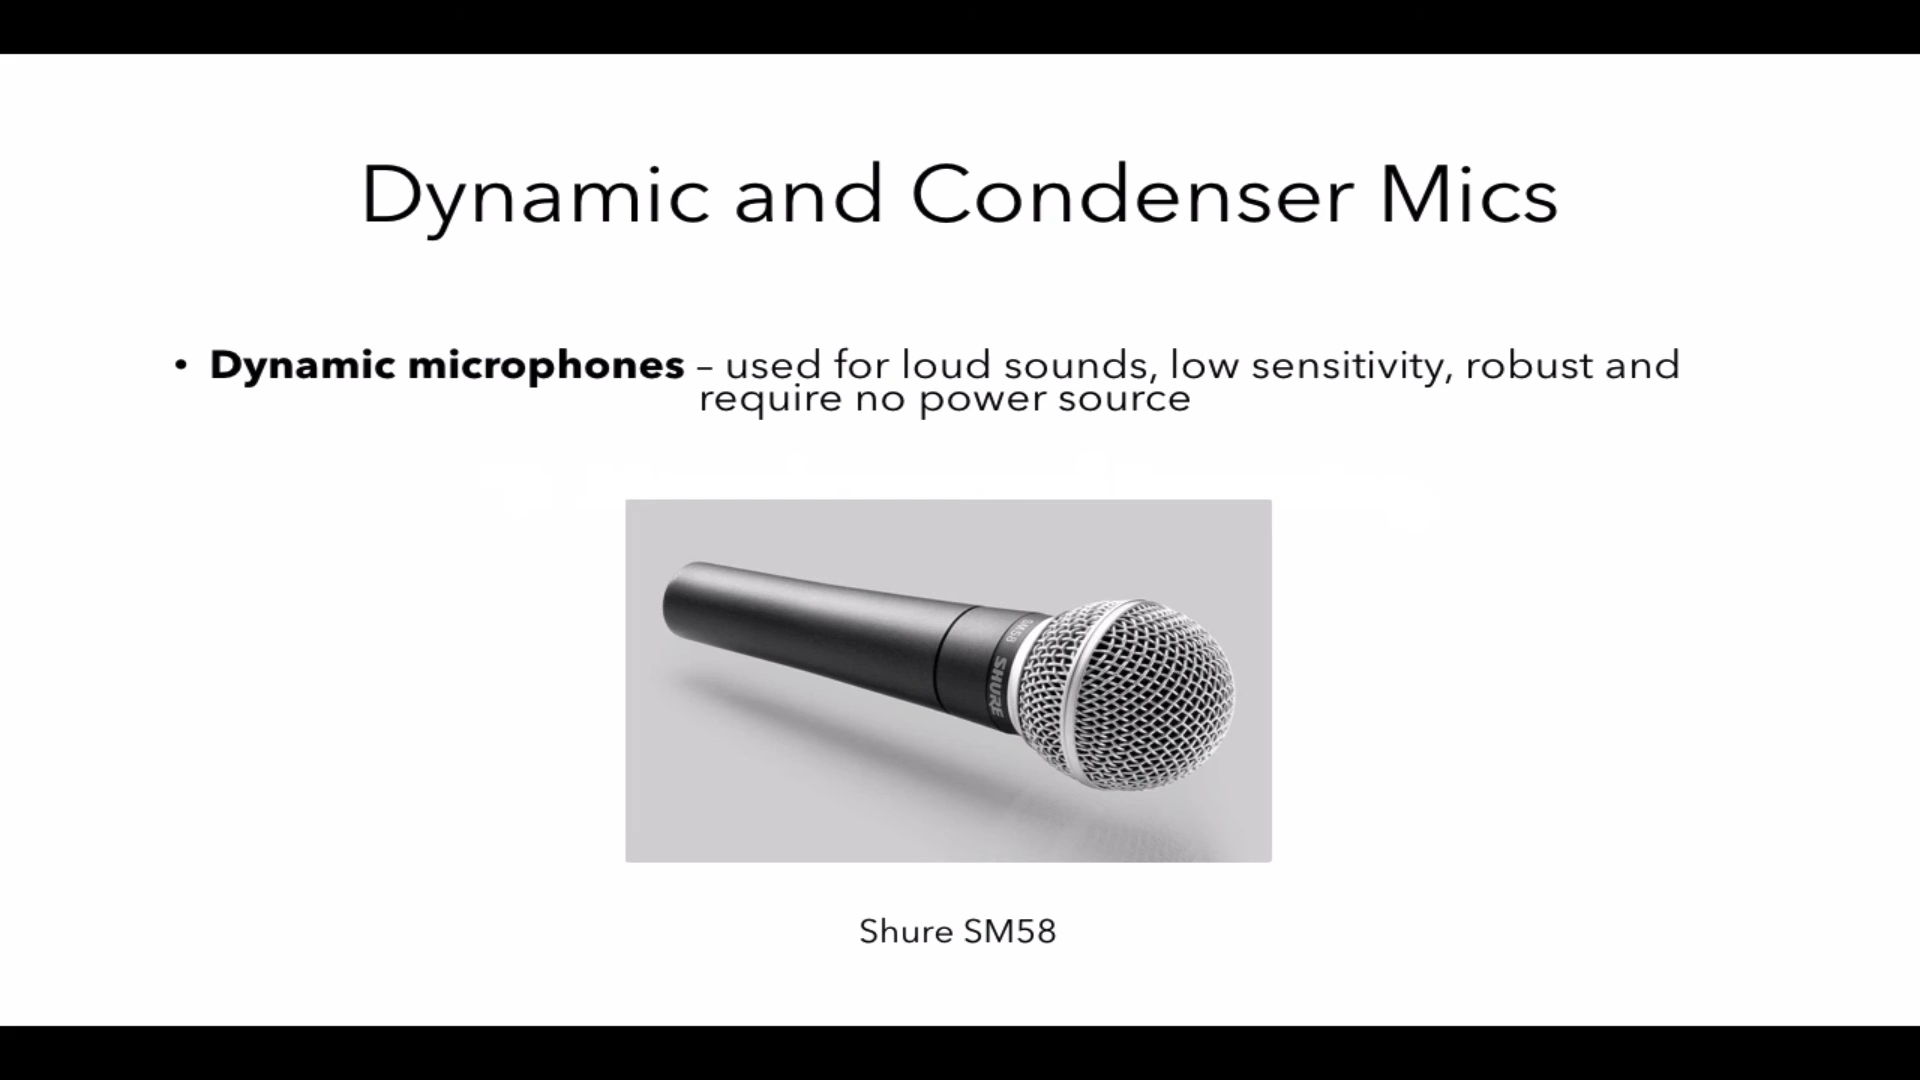 Dynamic and Condenser Mics
• Dynamic microphones – used for loud sounds, low sensitivity, robust and
require no power source
SM58
SHURE
Shure SM58